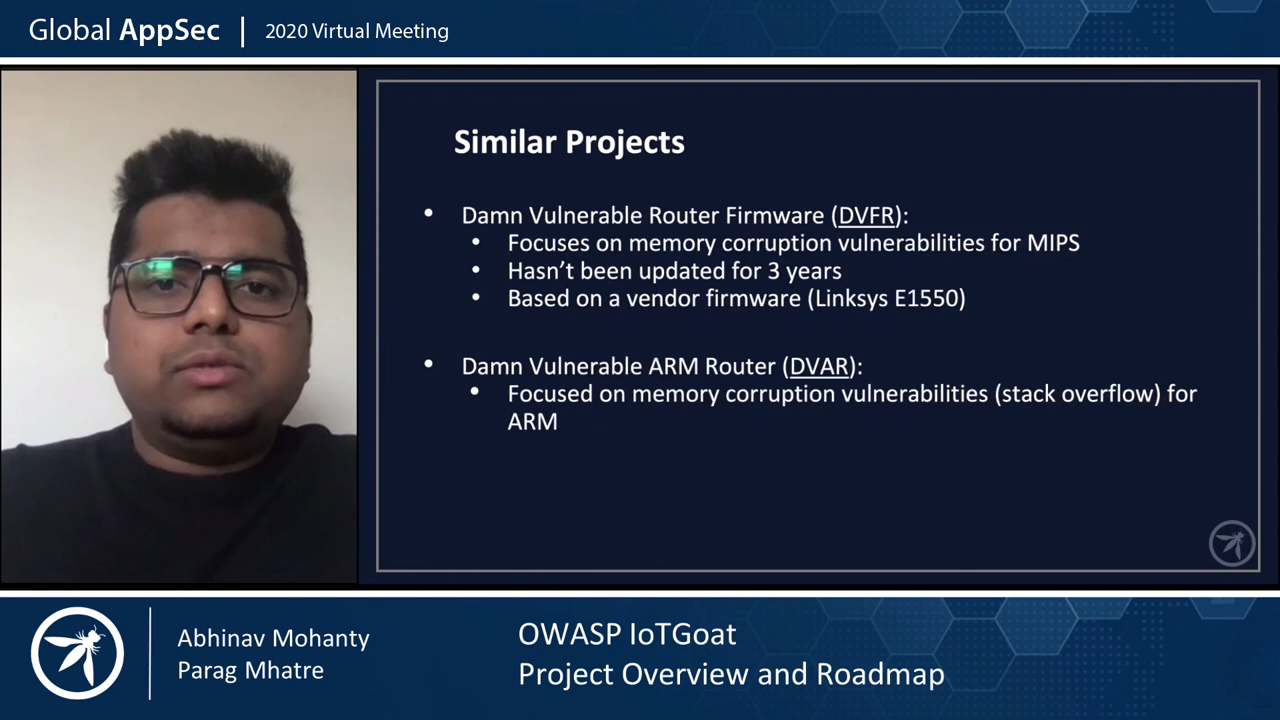 Global AppSec | 2020 Virtual Meeting
Similar Projects
• Damn Vulnerable Router Firmware (DVFR):
• Focuses on memory corruption vulnerabilities for MIPS
• Hasn't been updated for 3 years
• Based on a vendor firmware (Linksys E1550)
• Damn Vulnerable ARM Router (DVAR):
• Focused on memory corruption vulnerabilities (stack overflow) for
ARM
Abhinav Mohanty
Parag Mhatre
OWASP IoTGoat
Project Overview and Roadmap